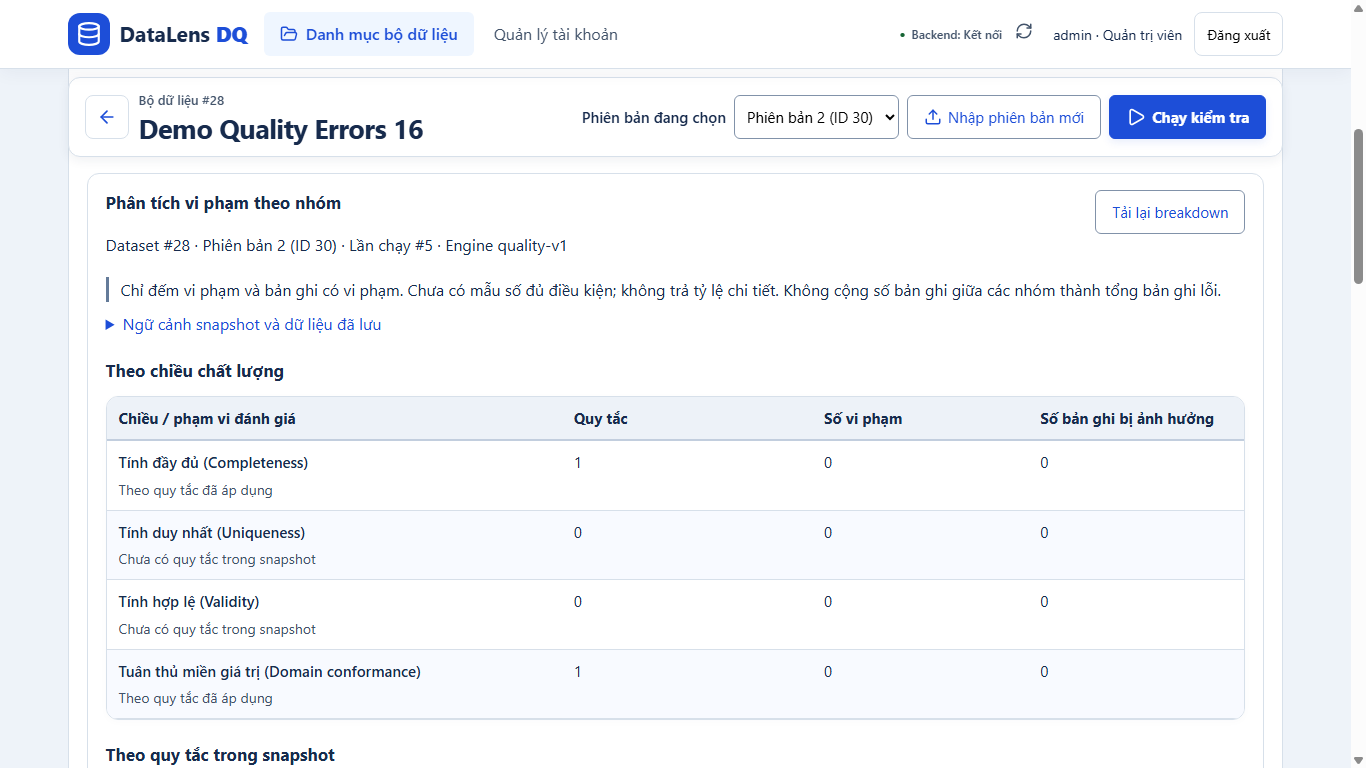 DataLens DQ
Danh mục bộ dữ liệu
Quản lý tài khoản
• Backend: Kết nối
admin · Quản trị viên
Đăng xuất
Bộ dữ liệu #28
Demo Quality Errors 16
Phiên bản đang chọn
Phiên bản 2 (ID 30)
Nhập phiên bản mới
Chạy kiểm tra
Phân tích vi phạm theo nhóm
Tải lại breakdown
Dataset #28 · Phiên bản 2 (ID 30) · Lần chạy #5 · Engine quality-v1
Chỉ đếm vi phạm và bản ghi có vi phạm. Chưa có mẫu số đủ điều kiện; không trả tỷ lệ chi tiết. Không cộng số bản ghi giữa các nhóm thành tổng bản ghi lỗi.
Ngữ cảnh snapshot và dữ liệu đã lưu
Theo chiều chất lượng
Chiều / phạm vi đánh giá Quy tắc Số vi phạm Số bản ghi bị ảnh hưởng
Tính đầy đủ (Completeness) 1 0 0
Theo quy tắc đã áp dụng
Tính duy nhất (Uniqueness) 0 0 0
Chưa có quy tắc trong snapshot
Tính hợp lệ (Validity) 0 0 0
Chưa có quy tắc trong snapshot
Tuân thủ miền giá trị (Domain conformance) 1 0 0
Theo quy tắc đã áp dụng
Theo quy tắc trong snapshot